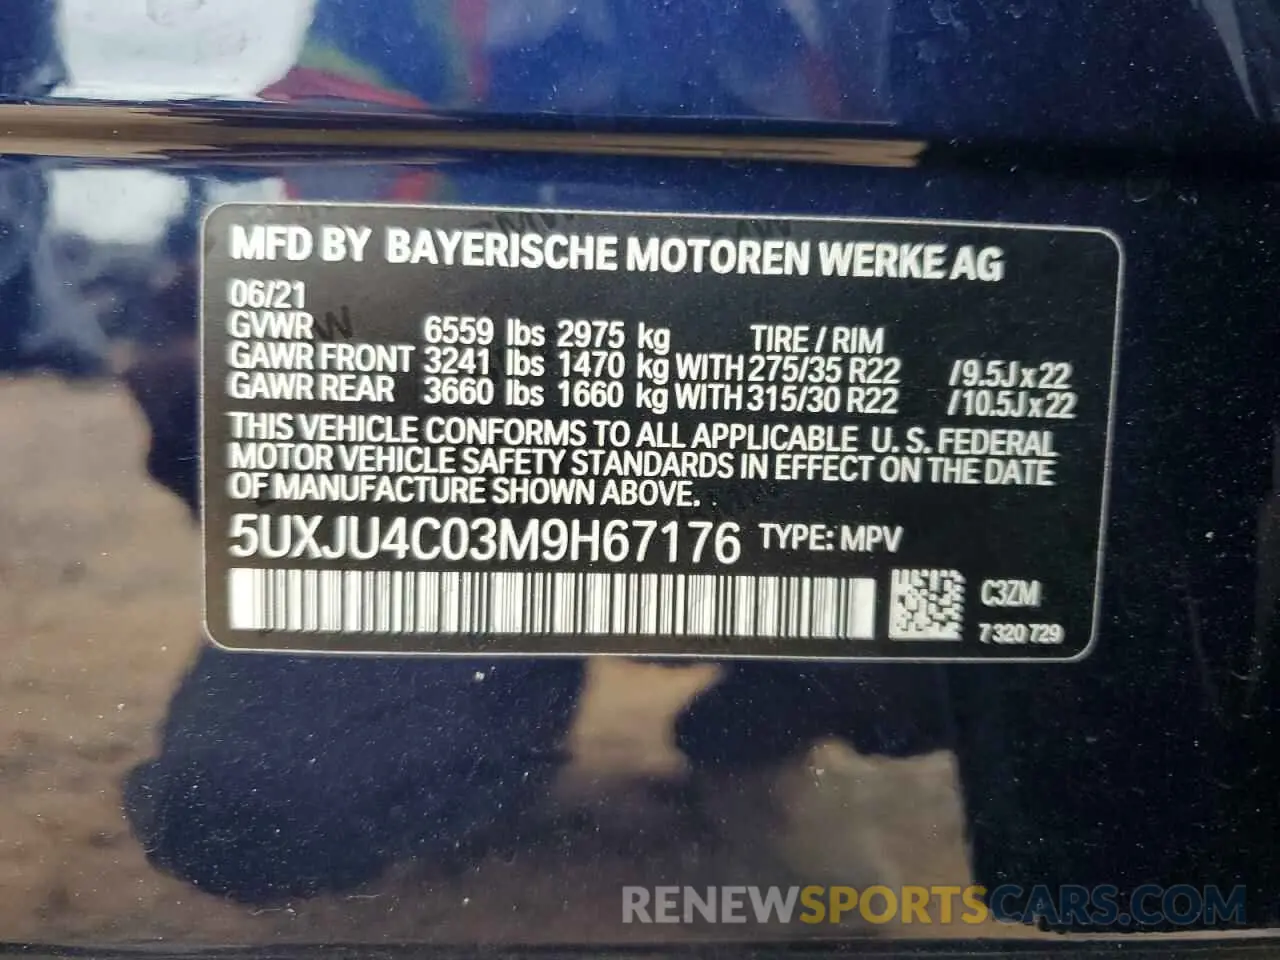 MFD BY BAYERISCHE MOTOREN WERKE AG
06/21
GVWR 6559 lbs 2975 kg TIRE / RIM
GAWR FRONT 3241 lbs 1470 kg WITH 275/35 R22 /9.5J x 22
GAWR REAR 3660 lbs 1660 kg WITH 315/30 R22 /10.5J x 22
THIS VEHICLE CONFORMS TO ALL APPLICABLE U. S. FEDERAL
MOTOR VEHICLE SAFETY STANDARDS IN EFFECT ON THE DATE
OF MANUFACTURE SHOWN ABOVE.
5UXJU4C03M9H67176 TYPE: MPV
C3ZM
7 320 729
RENEWSPORTSCARS.COM